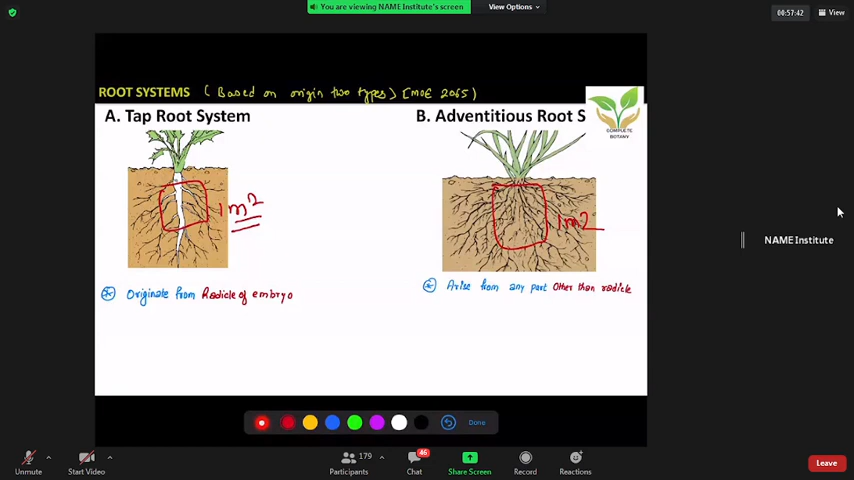 You are viewing NAME Institute's screen
View Options
00:57:42
View
ROOT SYSTEMS (Based on origin two types) [MOE 2065]
A. Tap Root System
B. Adventitious Root S
COMPLETE
BOTANY
1m2
1m2
NAME Institute
Originate from Radicle of embryo
Arise from any part Other than radicle
Done
179
46
Unmute
Start Video
Participants
Chat
Share Screen
Record
Reactions
Leave